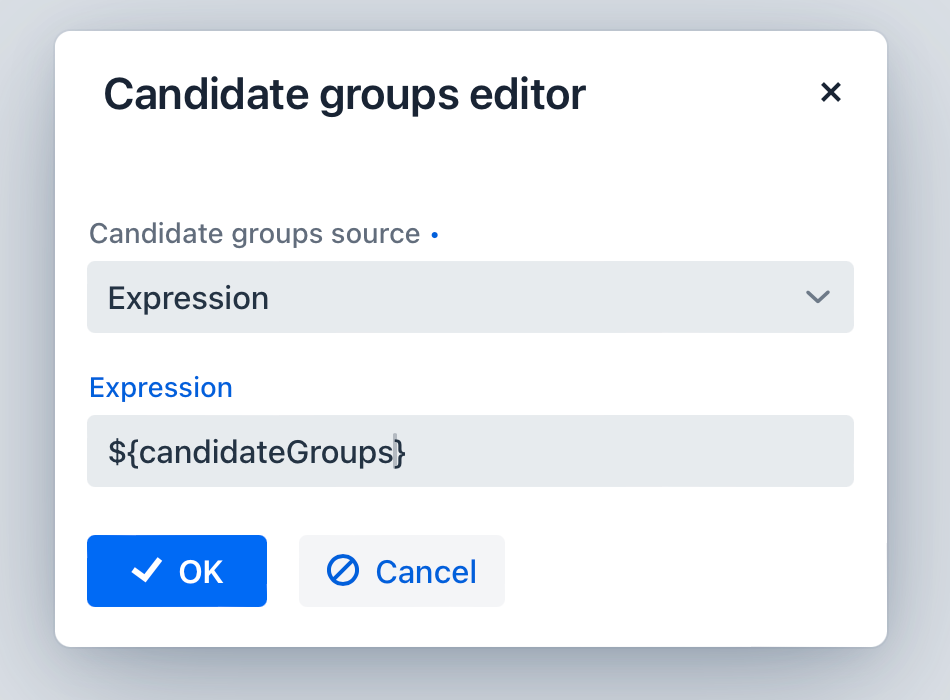 Candidate groups editor
Candidate groups source •
Expression
Expression
${candidateGroups}
OK
Cancel